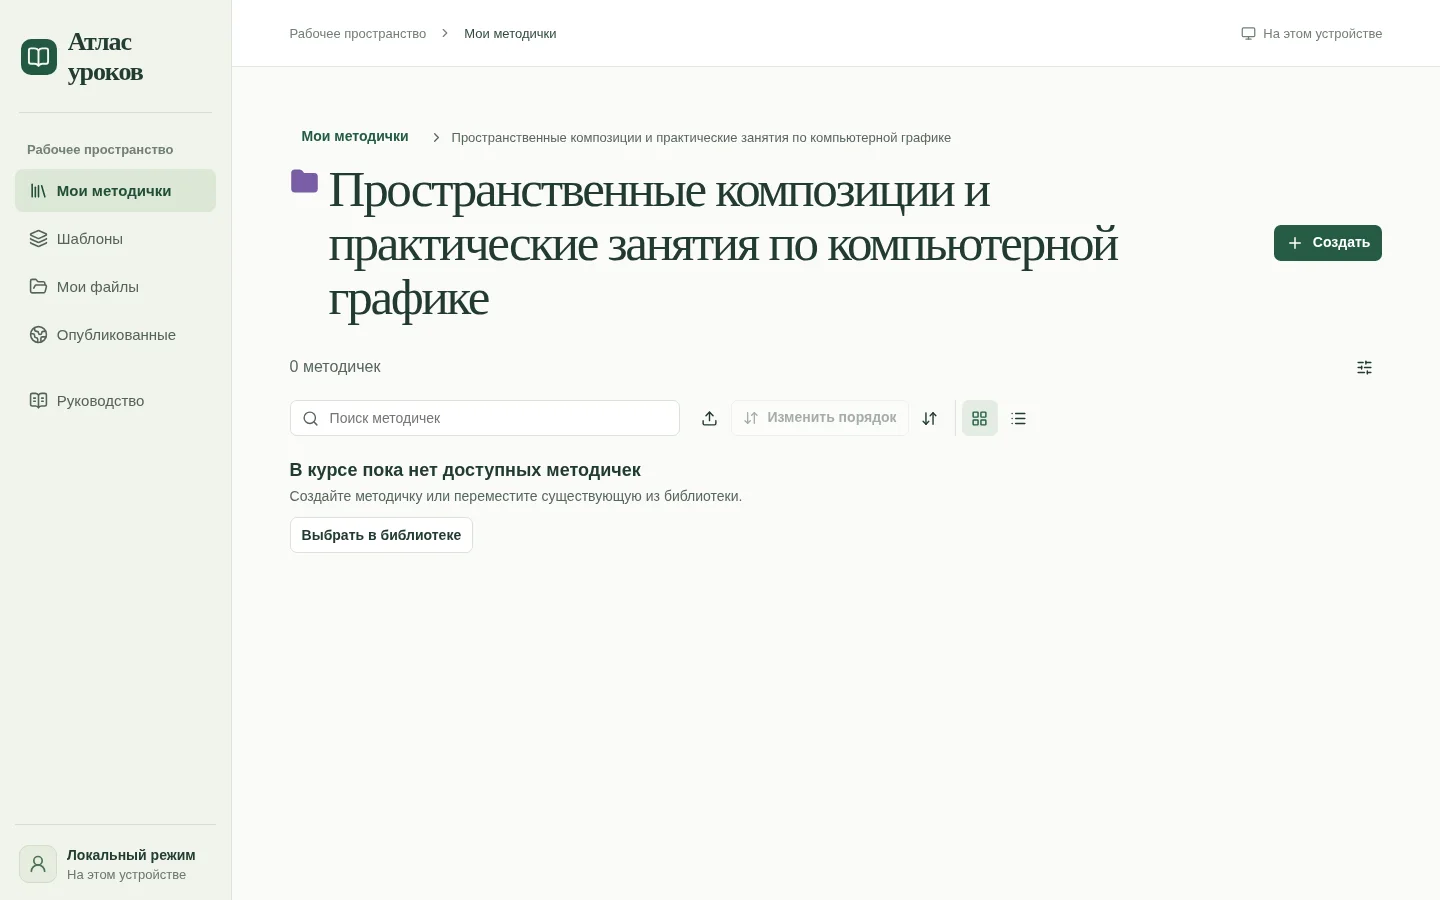 Атлас
уроков
Рабочее пространство
Мои методички
Шаблоны
Мои файлы
Опубликованные
Руководство
Локальный режим
На этом устройстве
Рабочее пространство > Мои методички
На этом устройстве
Мои методички > Пространственные композиции и практические занятия по компьютерной графике
Пространственные композиции и
практические занятия по компьютерной
графике
Создать
0 методичек
Поиск методичек
Изменить порядок
В курсе пока нет доступных методичек
Создайте методичку или переместите существующую из библиотеки.
Выбрать в библиотеке